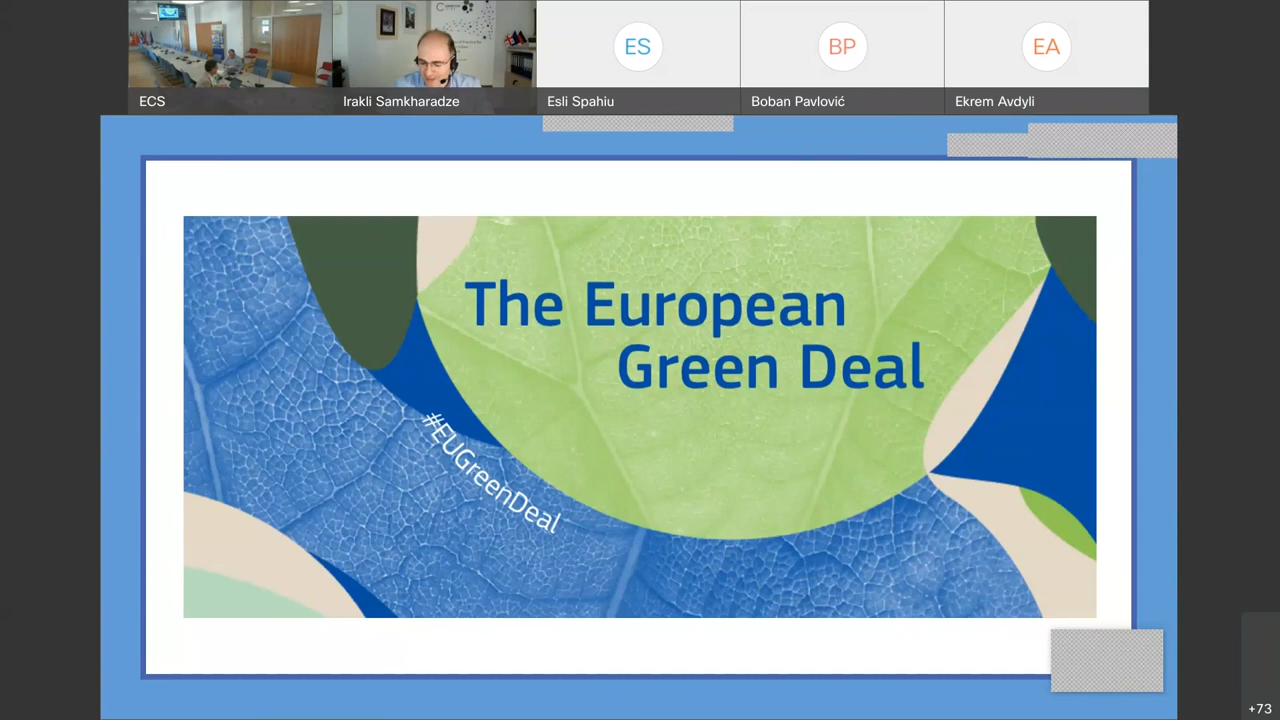 ECS
Irakli Samkharadze
ES
Esli Spahiu
BP
Boban Pavlović
EA
Ekrem Avdyli
The European
Green Deal
#EUGreenDeal
+73